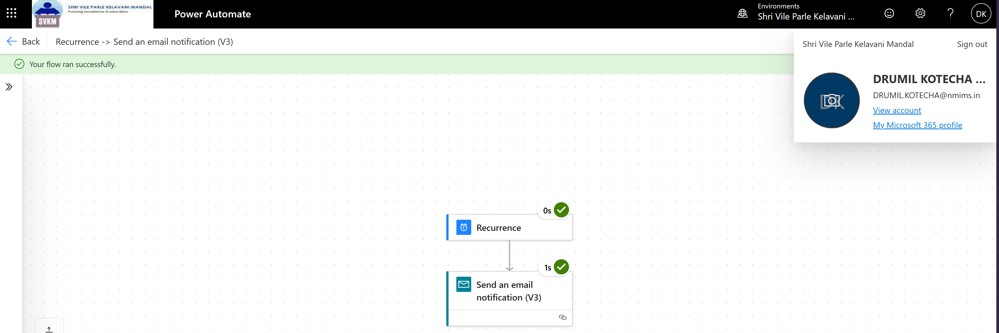 SHRI VILE PARLE KELAVANI MANDAL
Pursuing excellence in education
SVKM
Power Automate
Environments
Shri Vile Parle Kelavani ...
?
DK
Back
Recurrence -> Send an email notification (V3)
Your flow ran successfully.
Shri Vile Parle Kelavani Mandal
Sign out
DK
DRUMIL KOTECHA ...
DRUMIL.KOTECHA@nmims.in
View account
My Microsoft 365 profile
0s
Recurrence
1s
Send an email
notification (V3)